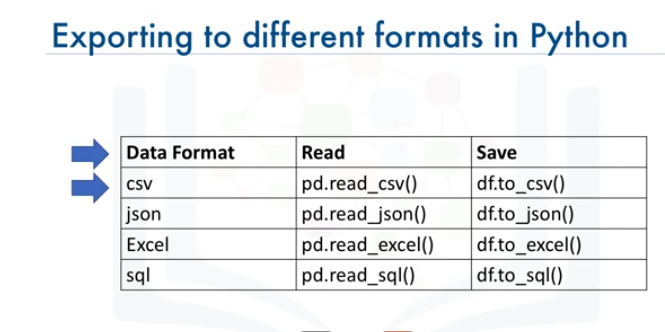 Exporting to different formats in Python
Data Format Read Save
csv pd.read_csv() df.to_csv()
json pd.read_json() df.to_json()
Excel pd.read_excel() df.to_excel()
sql pd.read_sql() df.to_sql()